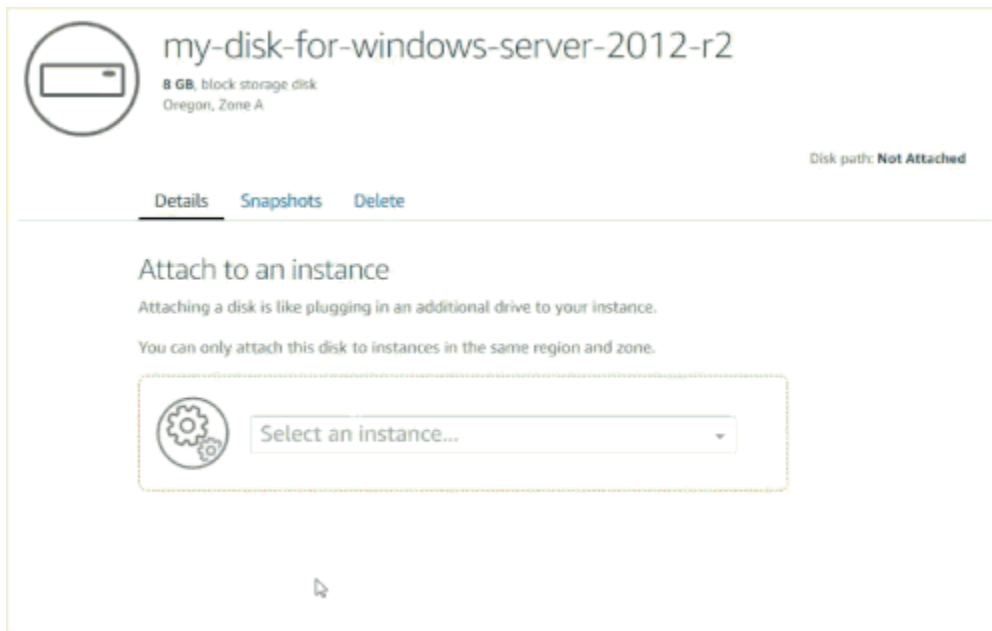 my-disk-for-windows-server-2012-r2
8 GB, block storage disk
Oregon, Zone A
Disk path: Not Attached
Details Snapshots Delete
Attach to an instance
Attaching a disk is like plugging in an additional drive to your instance.
You can only attach this disk to instances in the same region and zone.
Select an instance...